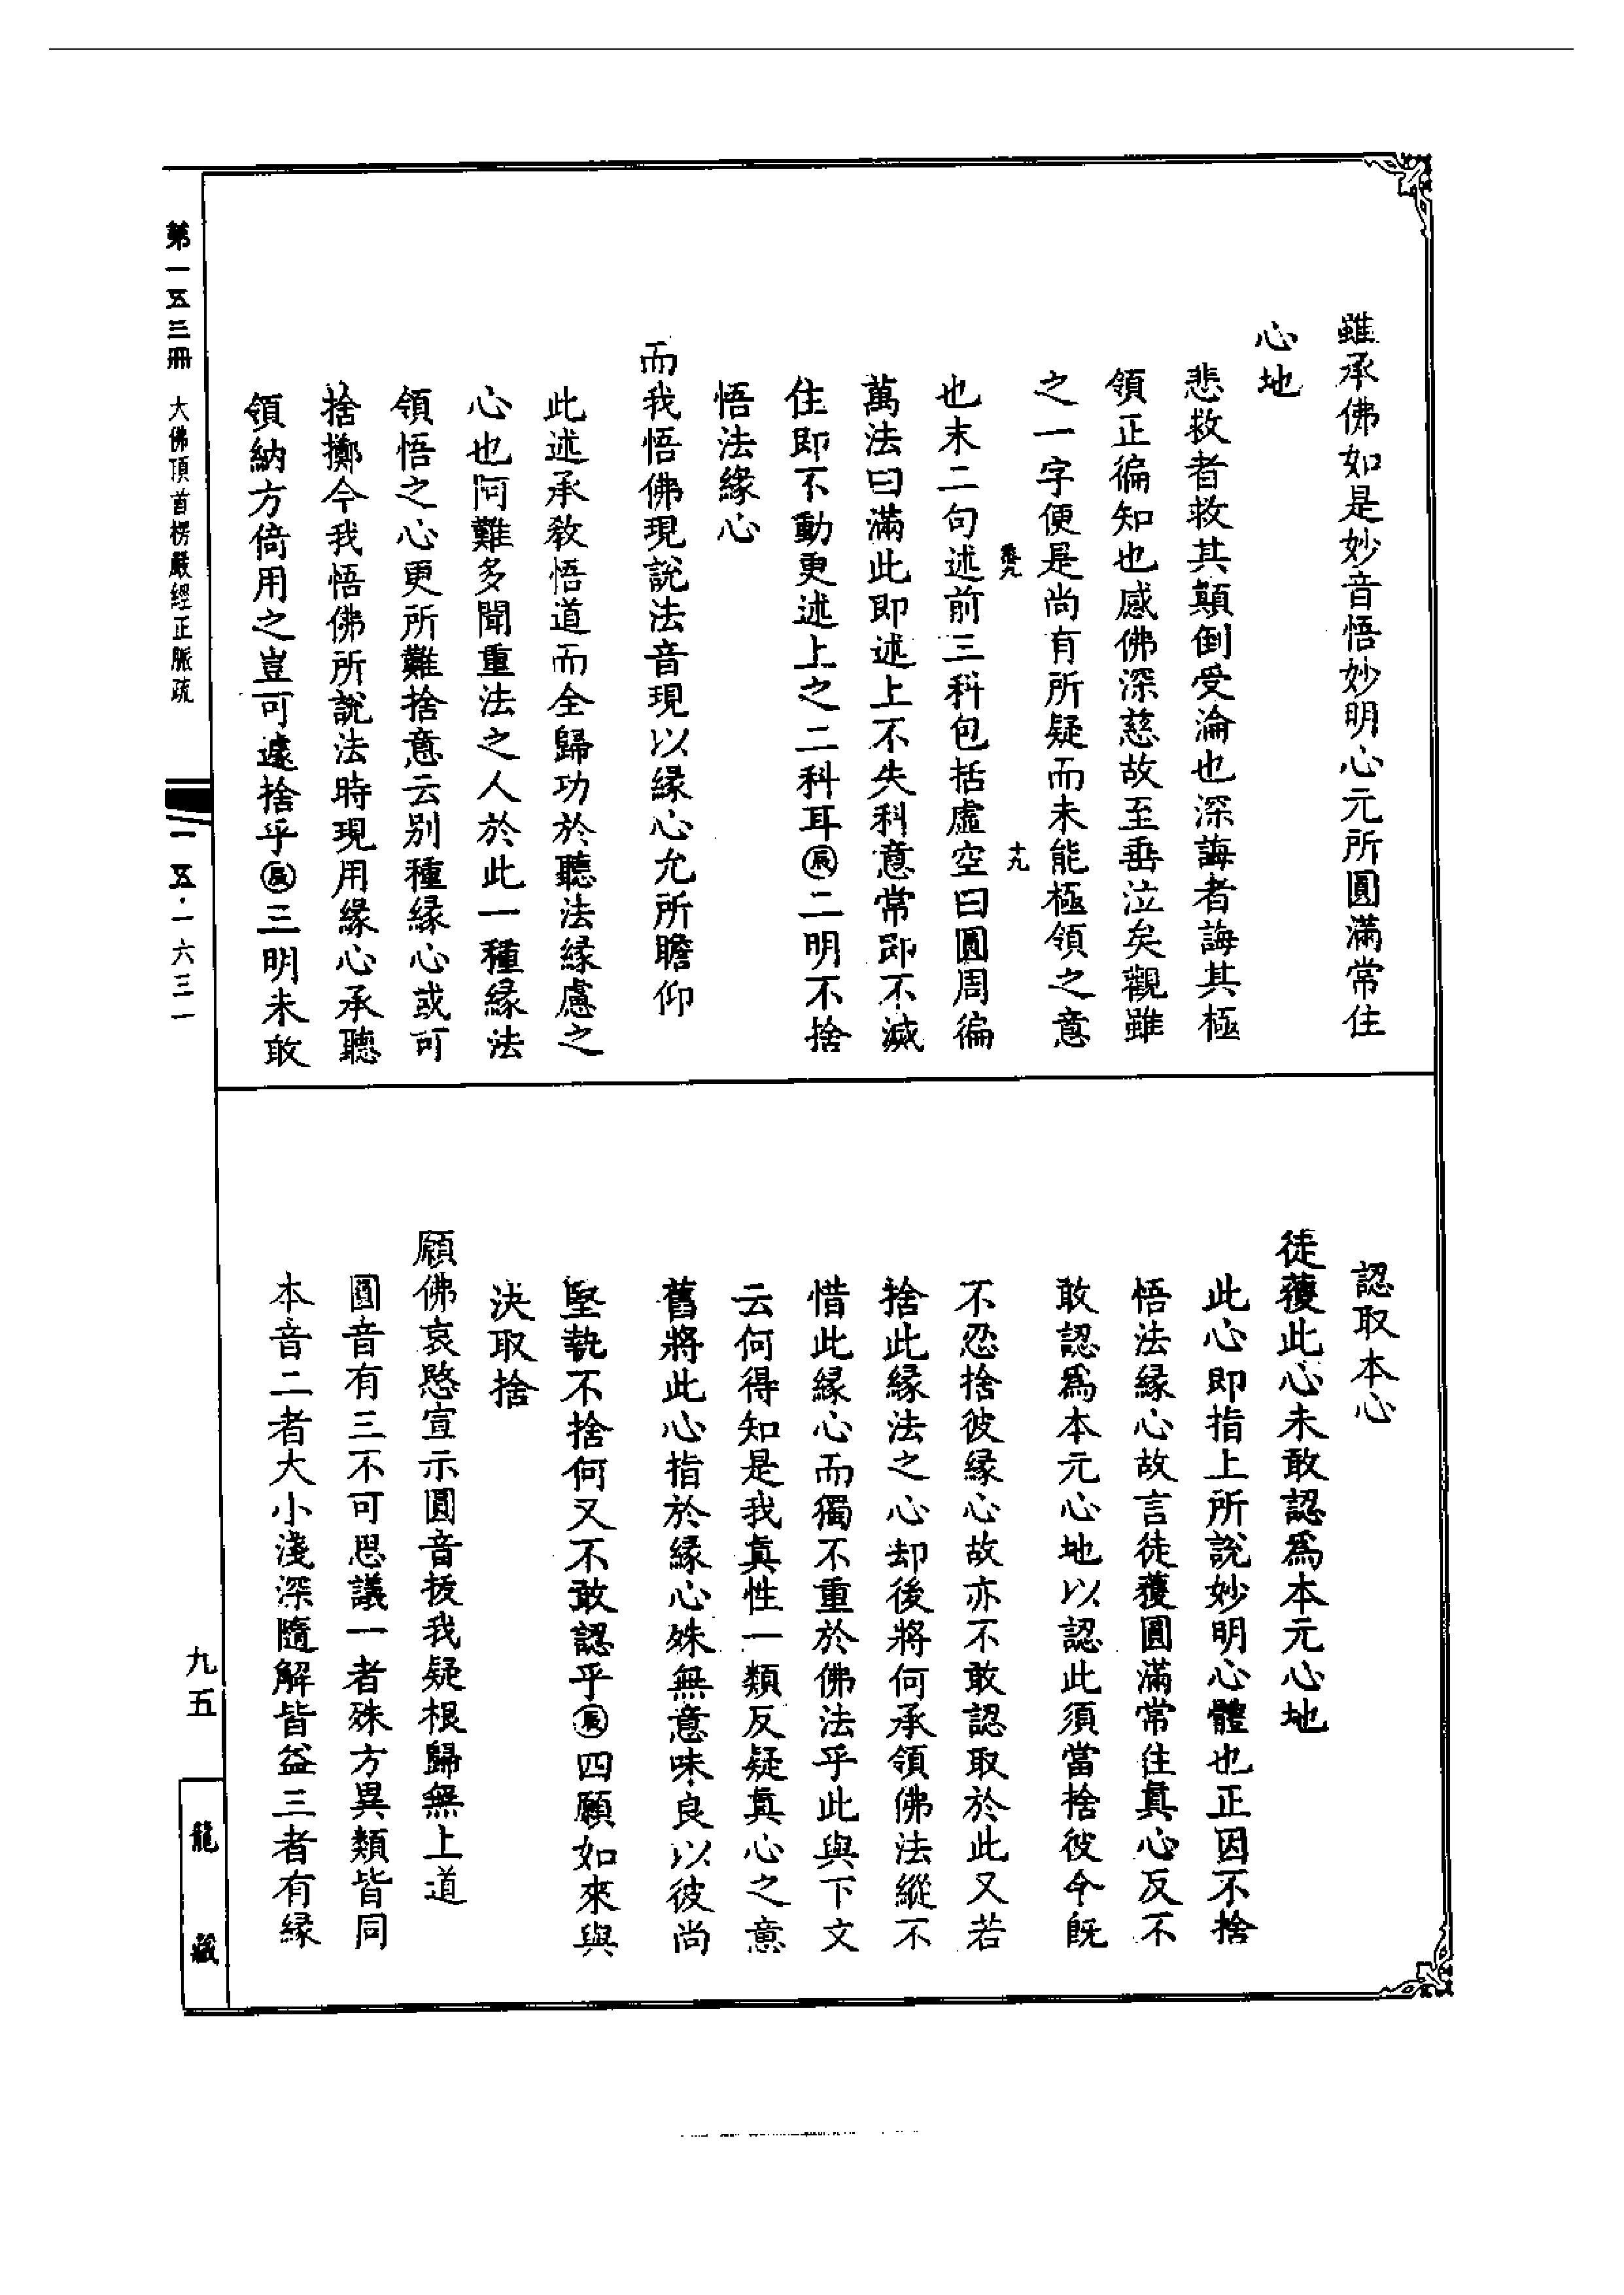 雖承佛如是妙音悟妙明心元所圓滿常住
心地
悲救者救其顛倒受淪也深誨者誨其極
領正徧知也感佛深慈故至垂泣矣觀雖
之一字便是尚有所疑而未能極領之意
卷九
十九
也末二句述前三科包括虛空曰圓周徧
萬法曰滿此即述上不失科意常即不滅
住即不動更述上之二科耳㊁辰二明不捨
悟法緣心
而我悟佛現說法音現以緣心允所瞻仰
此述承教悟道而全歸功於聽法緣慮之
心也阿難多聞重法之人於此一種緣法
領悟之心更所難捨意云別種緣心或可
捨擲今我悟佛所說法時現用緣心承聽
領納方倚用之豈可遽捨乎辰三明未敢
認取本心
徒獲此心未敢認為本元心地
此心即指上所說妙明心體也正因不捨
悟法緣心故言徒獲圓滿常住真心反不
敢認為本元心地以認此須當捨彼今既
不忍捨彼緣心故亦不敢認取於此又若
捨此緣法之心却後將何承領佛法縱不
惜此緣心而獨不重於佛法乎此與下文
云何得知是我真性一類反疑真心之意
舊將此心指於緣心殊無意味良以彼尚
堅執不捨何又不敢認乎辰四願如來與
決取捨
願佛哀愍宣示圓音拔我疑根歸無上道
圓音有三不可思議一者殊方異類皆同
本音二者大小淺深隨解皆益三者有緣
第一五三冊 大佛頂首楞嚴經正脈疏 一五·一六三一
九五
龍藏